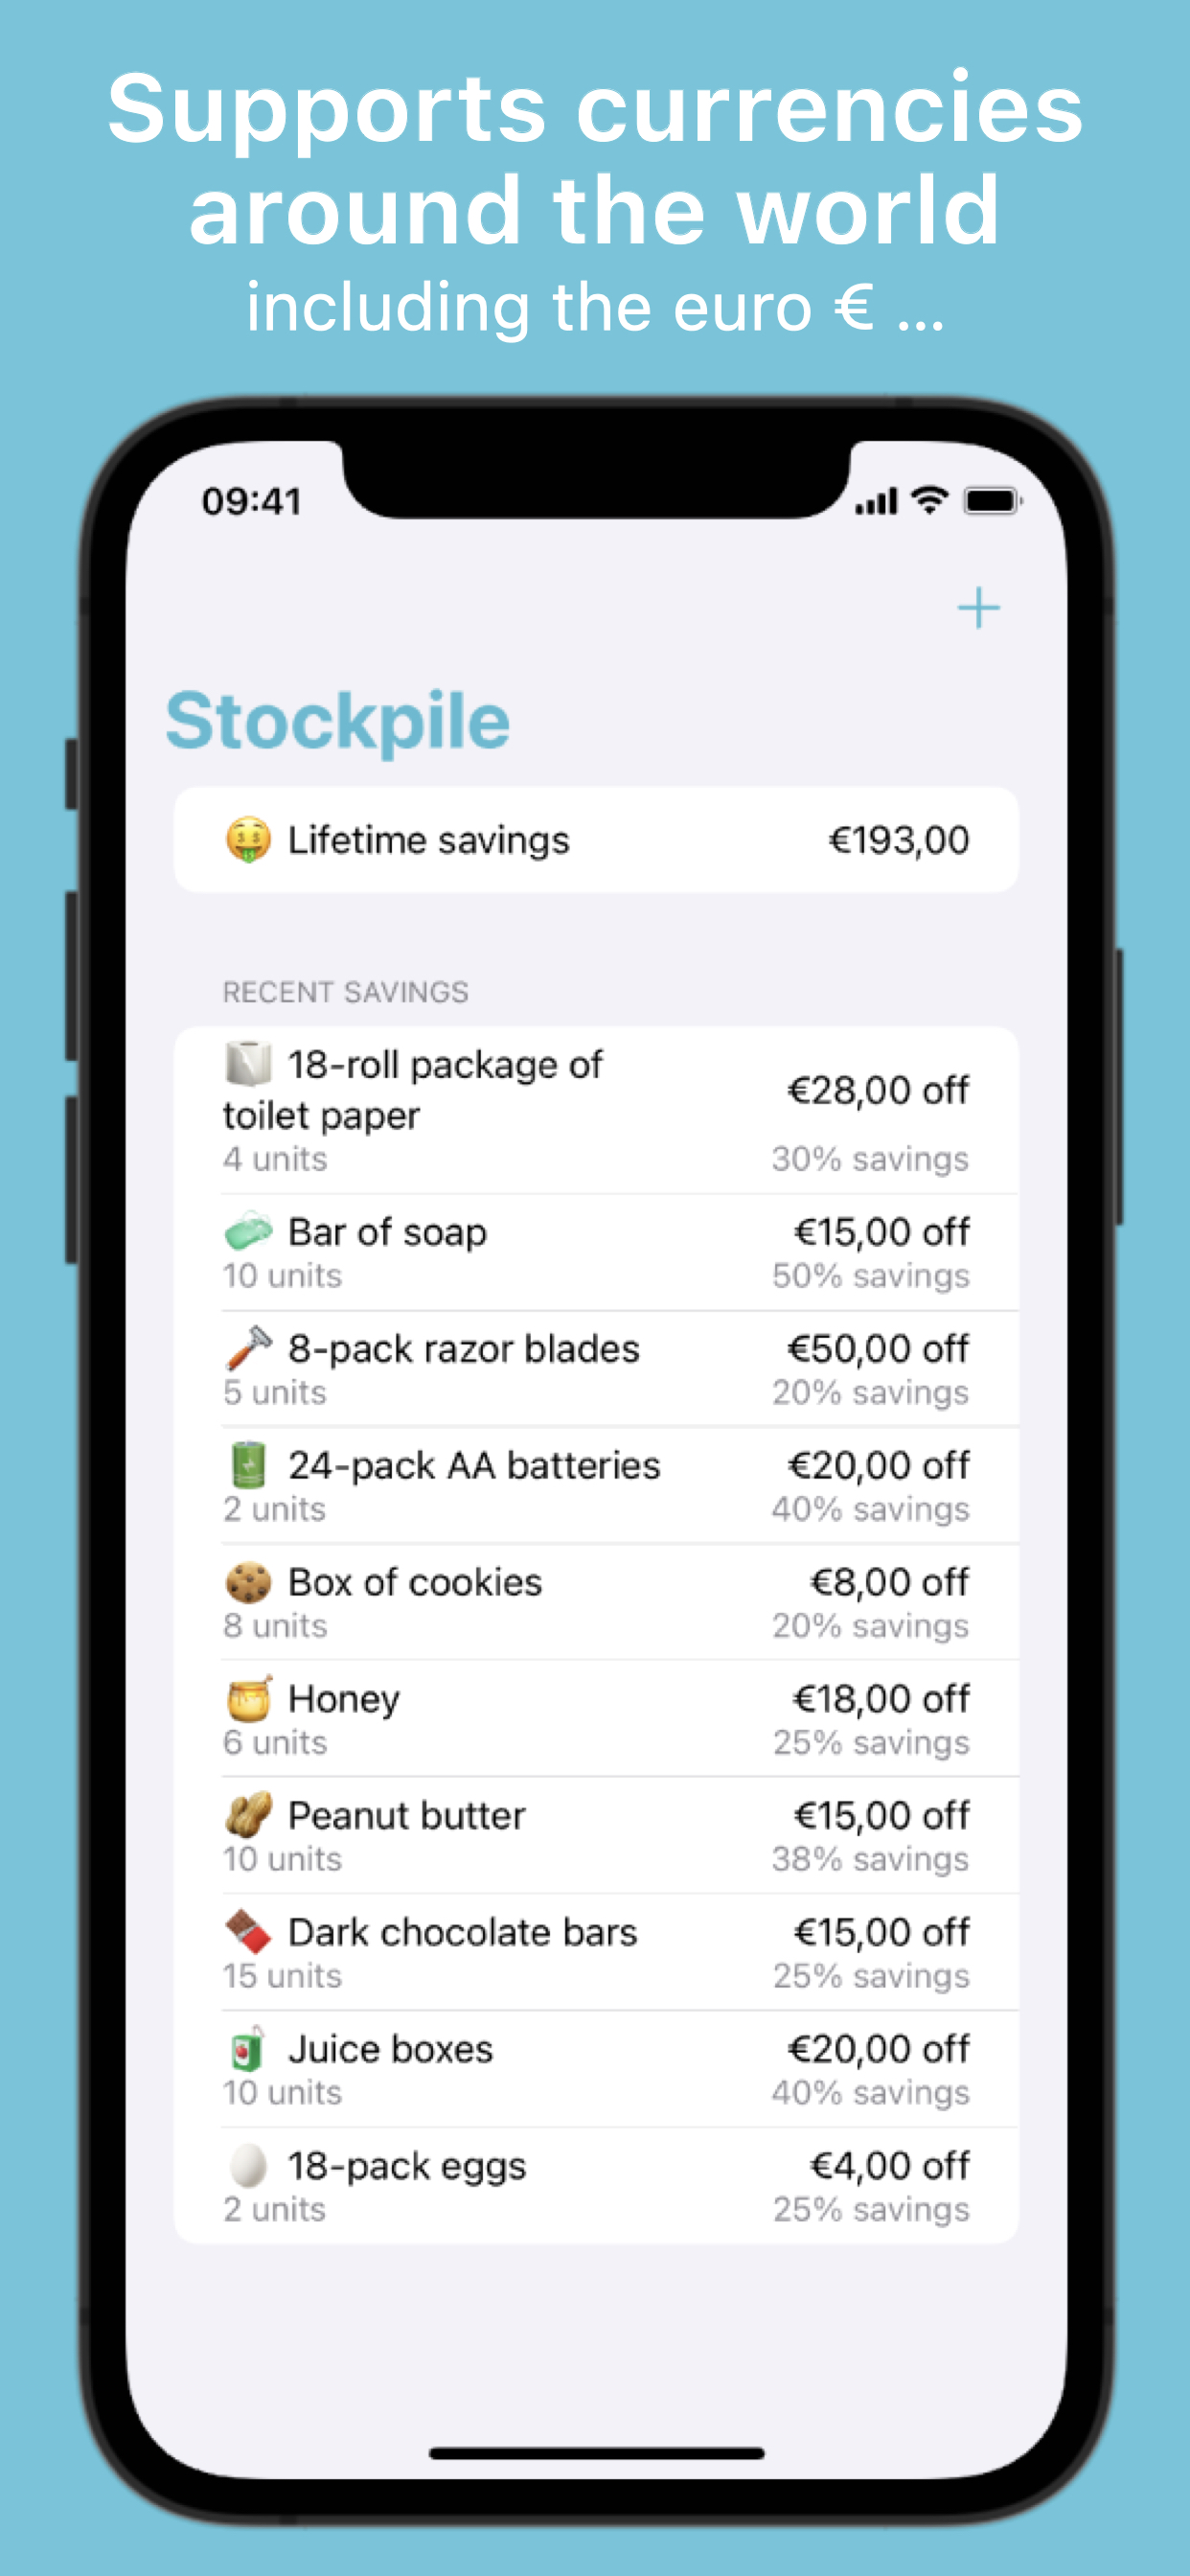 Supports currencies
around the world
including the euro € ...
09:41
+
Stockpile
🤑 Lifetime savings €193,00
RECENT SAVINGS
🧻 18-roll package of
toilet paper €28,00 off
4 units 30% savings
🧼 Bar of soap €15,00 off
10 units 50% savings
🪒 8-pack razor blades €50,00 off
5 units 20% savings
🔋 24-pack AA batteries €20,00 off
2 units 40% savings
🍪 Box of cookies €8,00 off
8 units 20% savings
🍯 Honey €18,00 off
6 units 25% savings
🥜 Peanut butter €15,00 off
10 units 38% savings
🍫 Dark chocolate bars €15,00 off
15 units 25% savings
🧃 Juice boxes €20,00 off
10 units 40% savings
🥚 18-pack eggs €4,00 off
2 units 25% savings